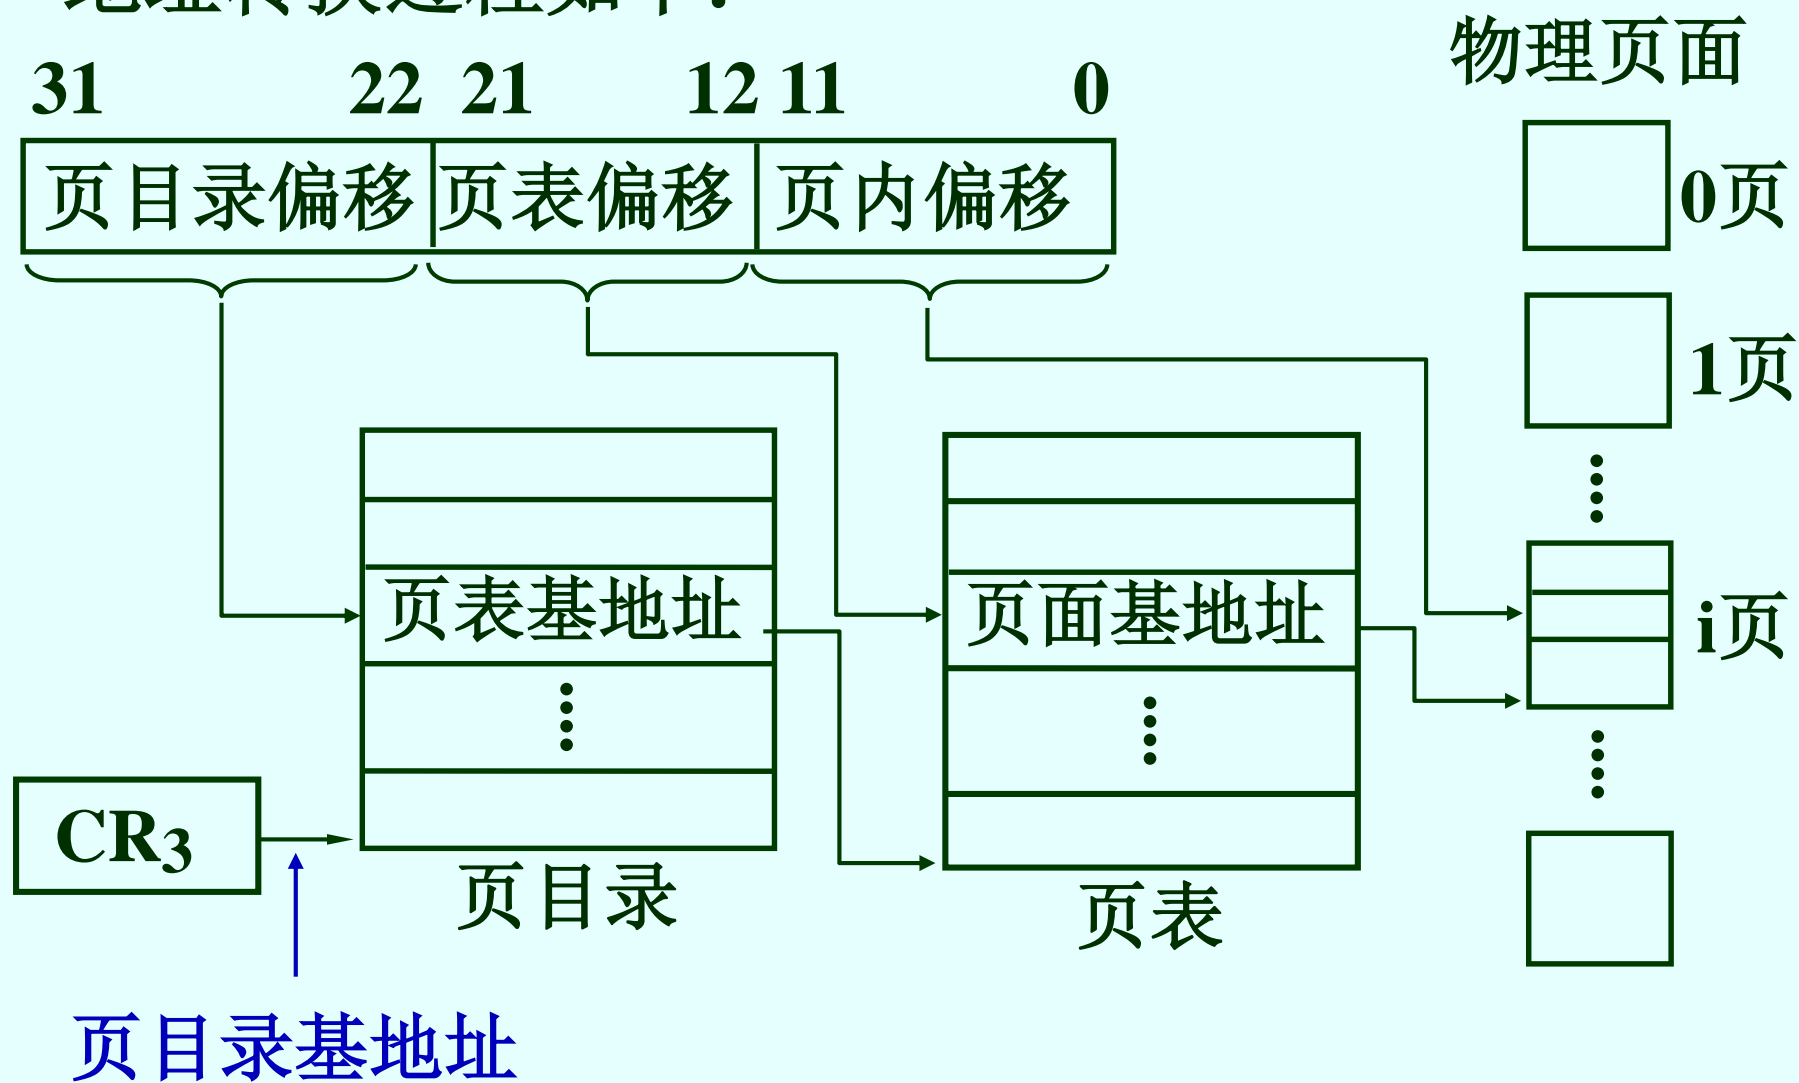 物理页面
31 22 21 12 11 0
页目录偏移 页表偏移 页内偏移
0页
1页
页表基地址
页面基地址
i页
CR3
页目录
页表
页目录基地址